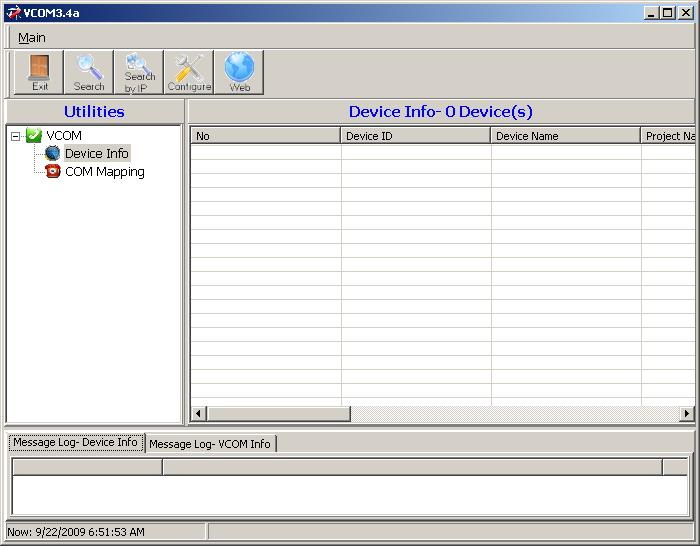 VCOM3.4a
Main
Exit
Search
Search
by IP
Configure
Web
Utilities
Device Info- 0 Device(s)
VCOM
Device Info
COM Mapping
No
Device ID
Device Name
Project Na
Message Log- Device Info
Message Log- VCOM Info
Now: 9/22/2009 6:51:53 AM